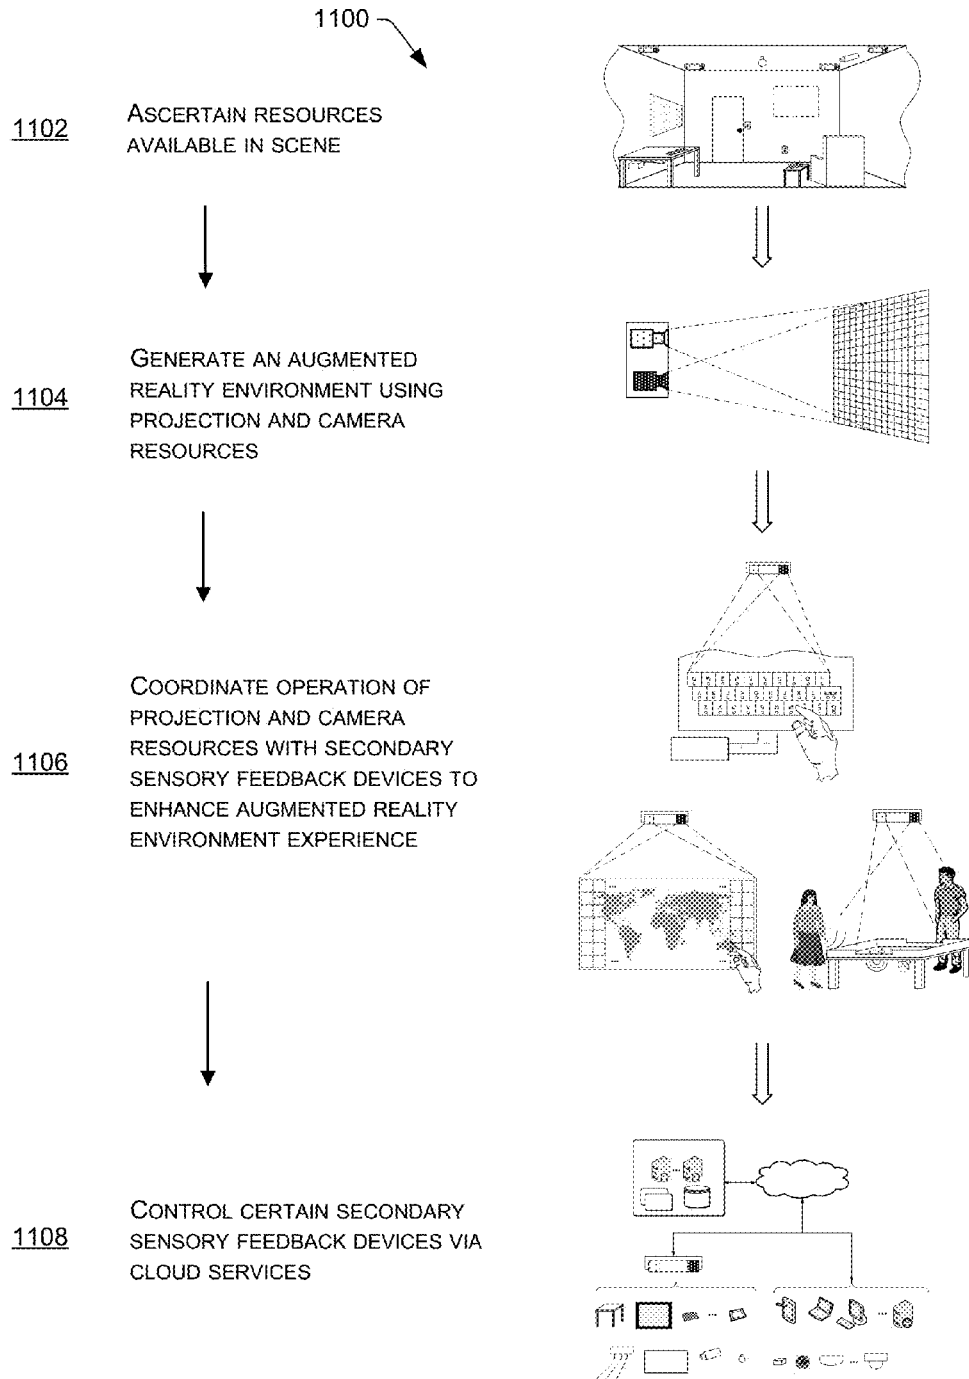 1100
1102
ASCERTAIN RESOURCES
AVAILABLE IN SCENE
1104
GENERATE AN AUGMENTED
REALITY ENVIRONMENT USING
PROJECTION AND CAMERA
RESOURCES
1106
COORDINATE OPERATION OF
PROJECTION AND CAMERA
RESOURCES WITH SECONDARY
SENSORY FEEDBACK DEVICES TO
ENHANCE AUGMENTED REALITY
ENVIRONMENT EXPERIENCE
1108
CONTROL CERTAIN SECONDARY
SENSORY FEEDBACK DEVICES VIA
CLOUD SERVICES